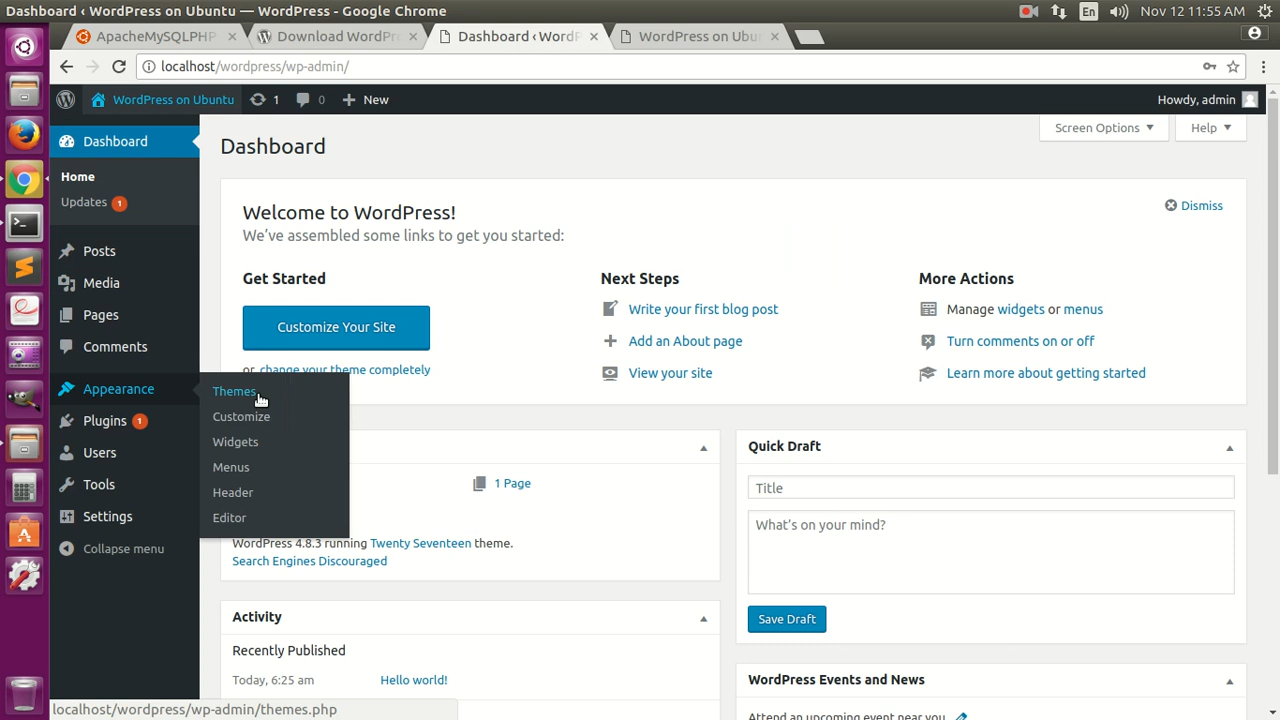 Dashboard ‹ WordPress on Ubuntu — WordPress - Google Chrome
En
Nov 12 11:55 AM
ApacheMySQLPHP
Download WordPre
Dashboard ‹ WordP
WordPress on Ubun
localhost/wordpress/wp-admin/
WordPress on Ubuntu
1
0
New
Howdy, admin
Dashboard
Home
Updates 1
Posts
Media
Pages
Comments
Appearance
Plugins 1
Users
Tools
Settings
Collapse menu
Themes
Customize
Widgets
Menus
Header
Editor
Dashboard
Screen Options
Help
Welcome to WordPress!
We've assembled some links to get you started:
Dismiss
Get Started
Customize Your Site
or change your theme completely
Next Steps
Write your first blog post
Add an About page
View your site
More Actions
Manage widgets or menus
Turn comments on or off
Learn more about getting started
1 Page
WordPress 4.8.3 running Twenty Seventeen theme.
Search Engines Discouraged
Activity
Recently Published
Today, 6:25 am
Hello world!
Quick Draft
Title
What's on your mind?
Save Draft
WordPress Events and News
Attend an upcoming event near you
localhost/wordpress/wp-admin/themes.php